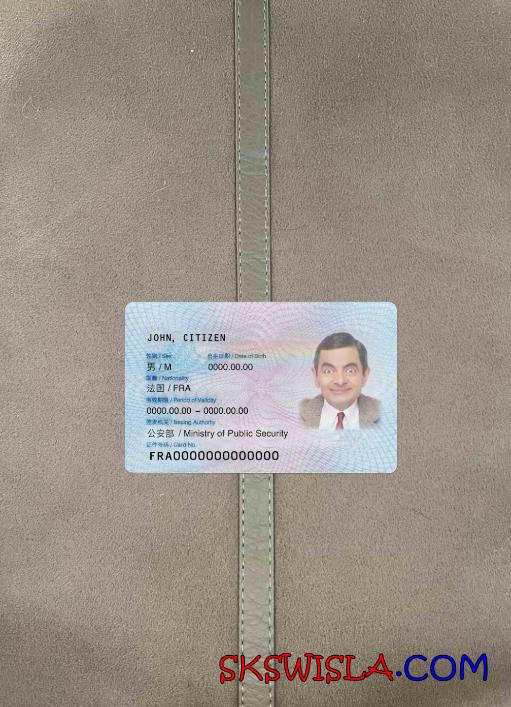 JOHN, CITIZEN
性别 / Sex 出生日期 / Date of Birth
男 / M 0000.00.00
国籍 / Nationality
法国 / FRA
有效期限 / Period of Validity
0000.00.00 – 0000.00.00
签发机关 / Issuing Authority
公安部 / Ministry of Public Security
证件号码 / Card No.
FRA0000000000000
SKSWISLA.COM